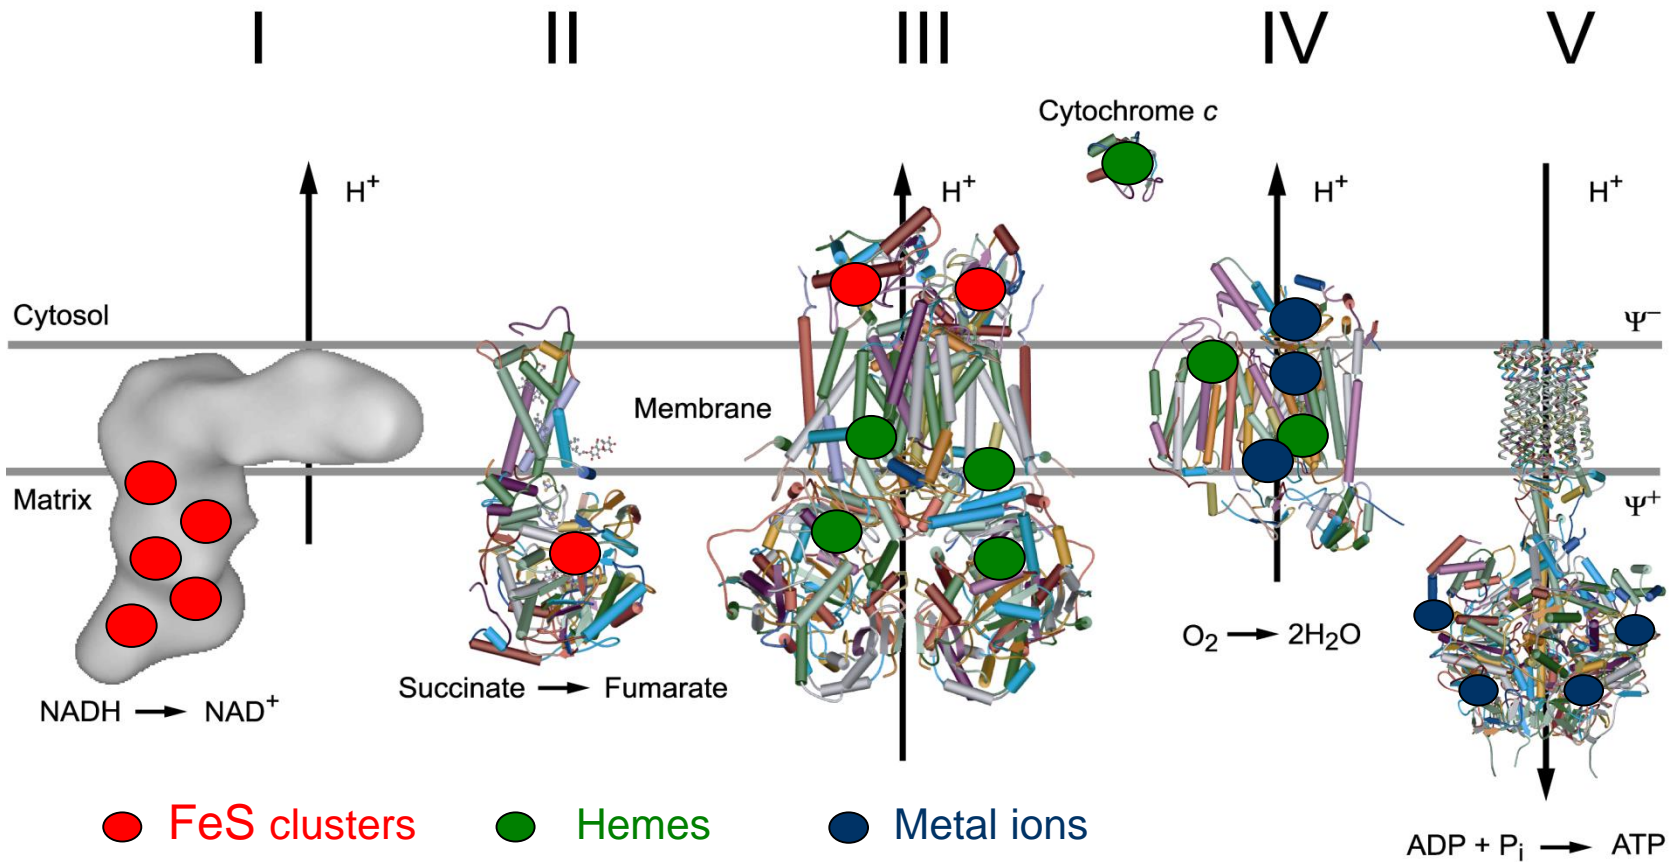 I II III IV V
Cytochrome c
H⁺ H⁺ H⁺ H⁺
Cytosol
Ψ⁻
Membrane
Matrix
Ψ⁺
O₂ → 2H₂O
Succinate → Fumarate
NADH → NAD⁺
FeS clusters Hemes Metal ions
ADP + Pᵢ → ATP